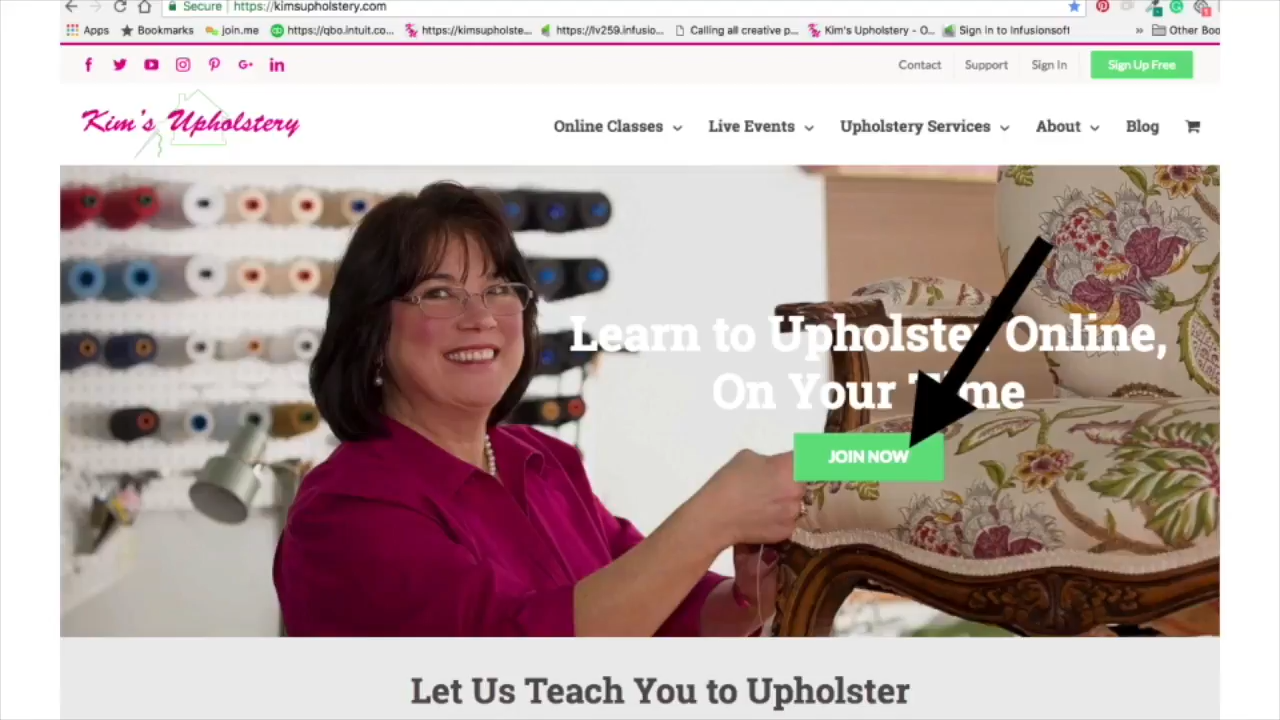 Secure
https://kimsupholstery.com
Apps
Bookmarks
join.me
https://qbo.intuit.co...
https://kimsupholste...
https://lv259.infusio...
Calling all creative p...
Kim's Upholstery - O...
Sign In to Infusionsoft
»
Other Boo
Contact
Support
Sign In
Sign Up Free
Kim's Upholstery
Online Classes
Live Events
Upholstery Services
About
Blog
Learn to Upholster Online,
On Your Time
JOIN NOW
Let Us Teach You to Upholster